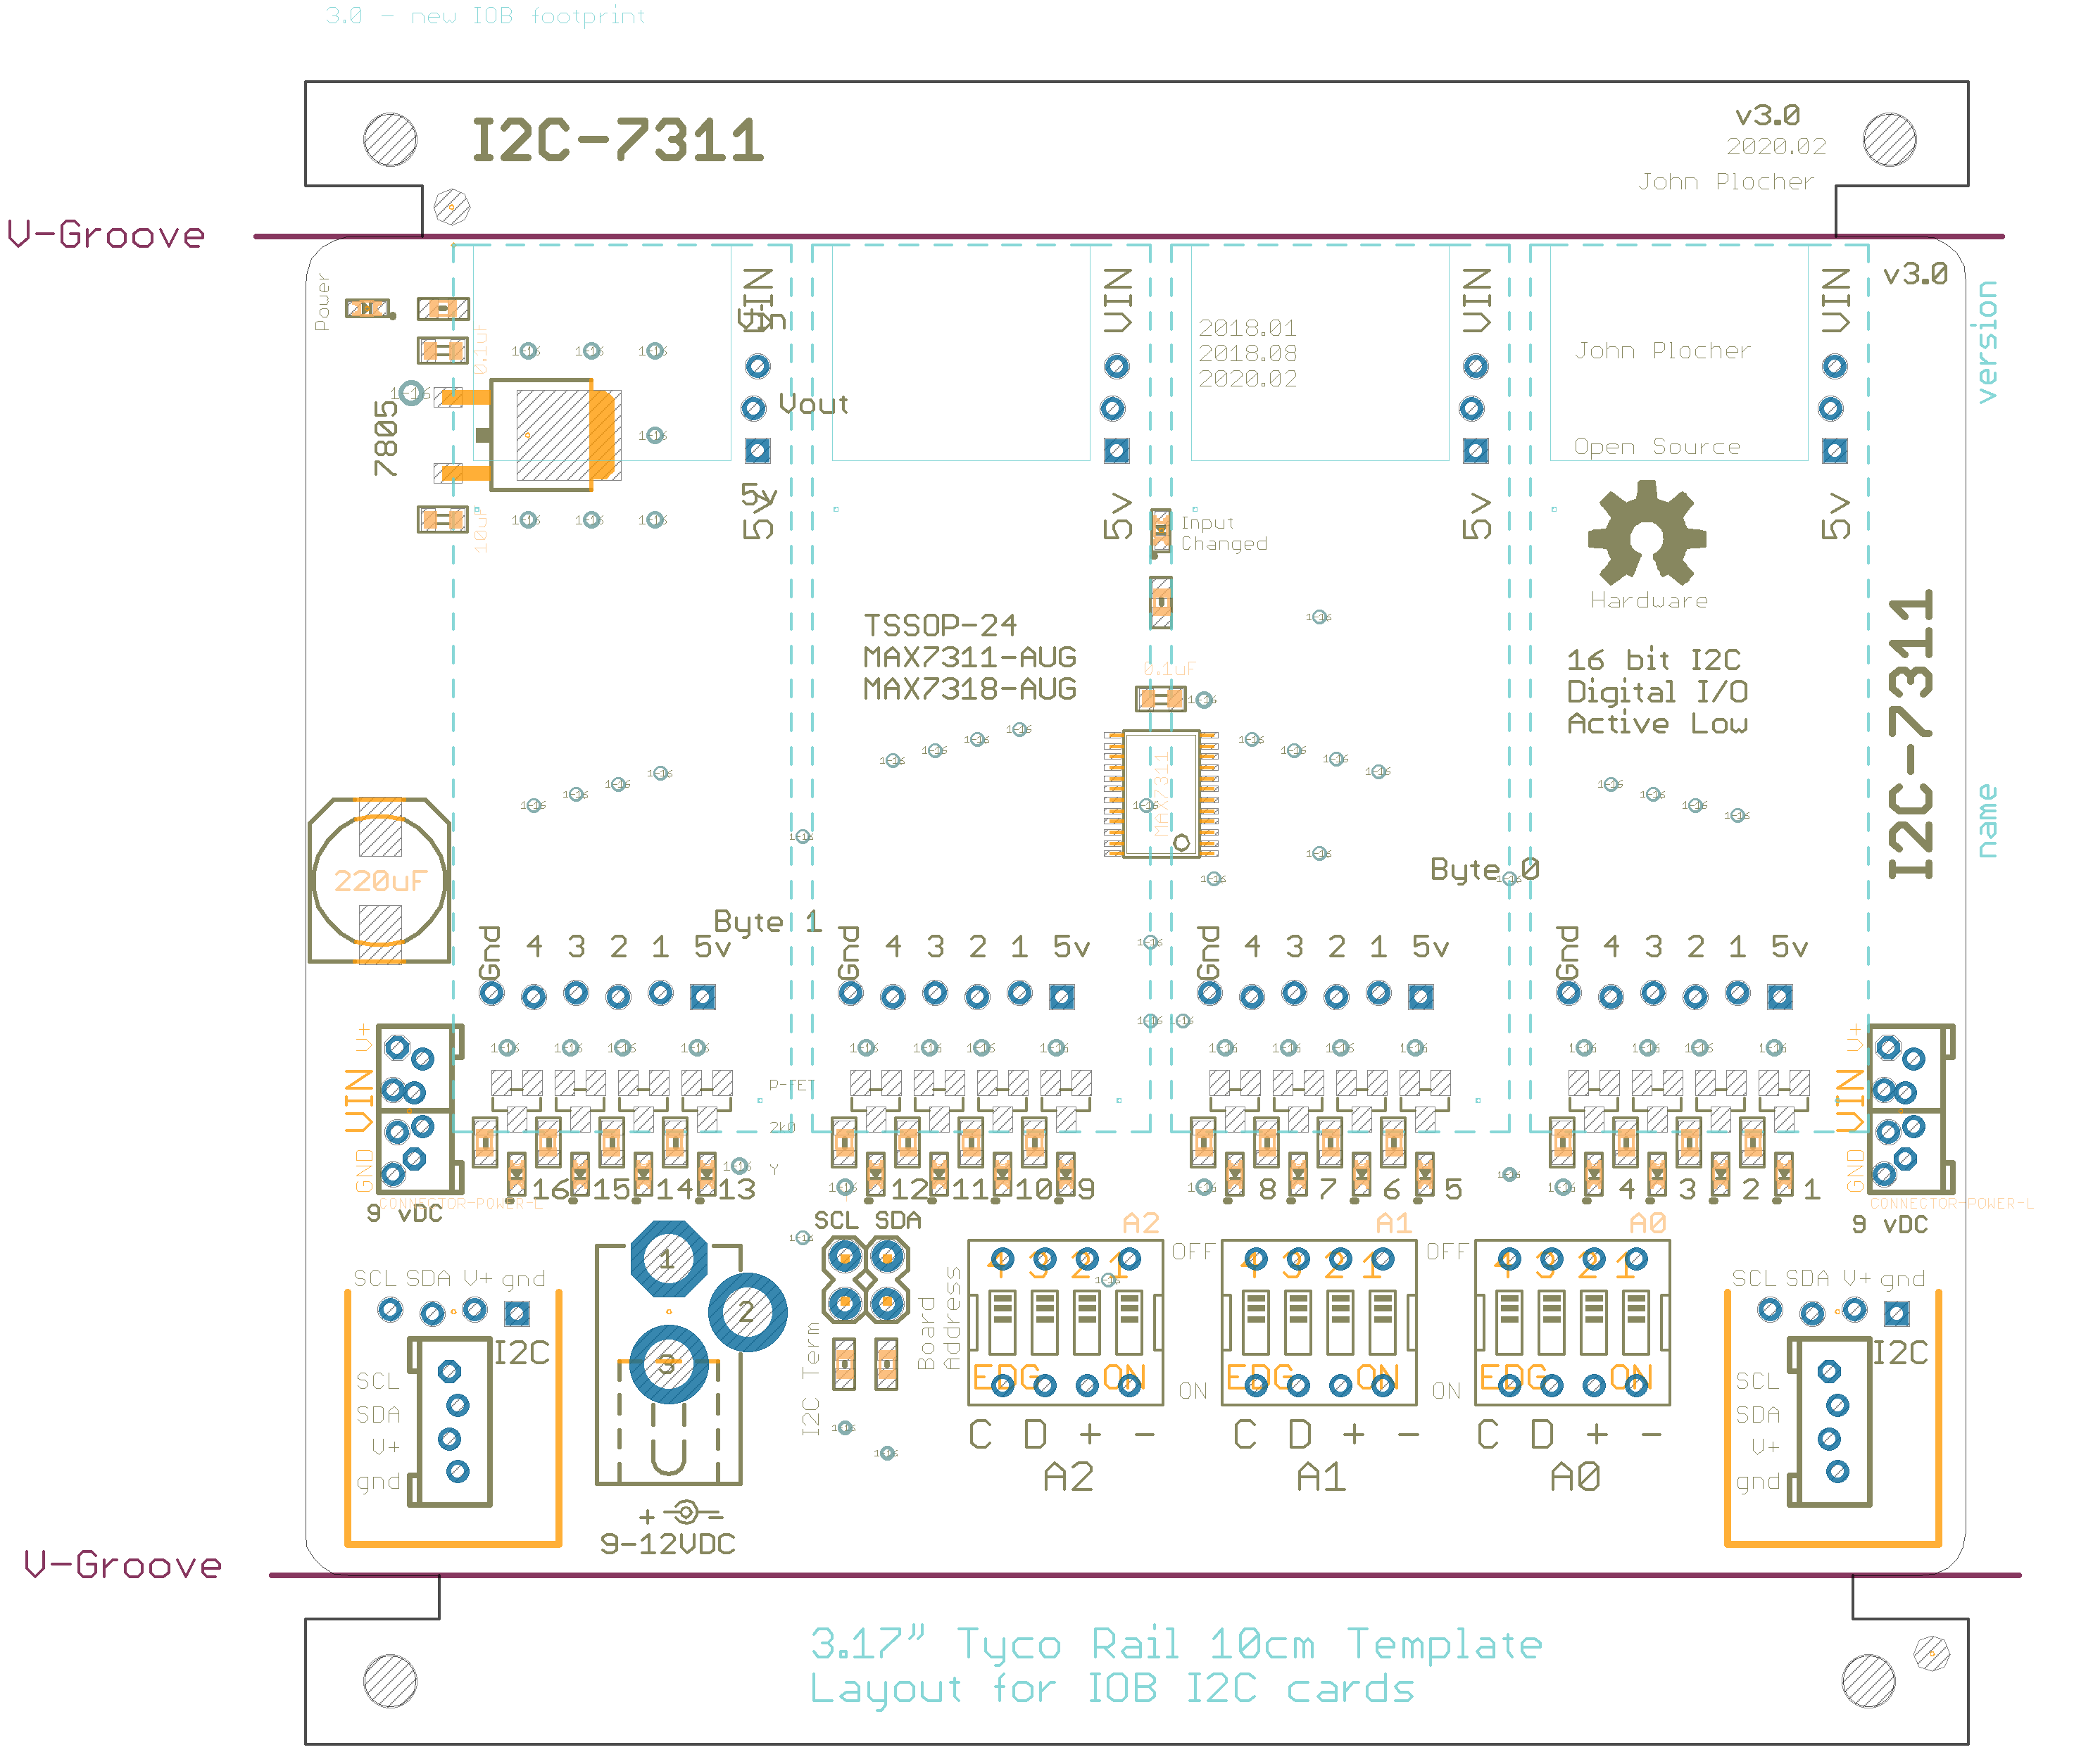 3.0 - new IOB footprint
I2C-7311
v3.0
2020.02
John Plocher
V-Groove
v3.0
version
Power
0.1uF
7805
10uF
VIN
Vin
Vout
5v
5v
VIN
5v
VIN
5v
VIN
5v
2018.01
2018.08
2020.02
John Plocher
Open Source
Hardware
Input
Changed
TSSOP-24
MAX7311-AUG
MAX7318-AUG
0.1uF
MAX7311
16 bit I2C
Digital I/O
Active Low
I2C-7311
name
220uF
Byte 1
Byte 0
Gnd 4 3 2 1 5v
Gnd 4 3 2 1 5v
Gnd 4 3 2 1 5v
Gnd 4 3 2 1 5v
V+
VIN
GND
CONNECTOR-POWER-L
9 vDC
P-FET
2k0
Y
16 15 14 13
12 11 10 9
8 7 6 5
4 3 2 1
V+
VIN
GND
CONNECTOR-POWER-L
9 vDC
SCL SDA V+ gnd
I2C
SCL
SDA
V+
gnd
1
2
3
9-12VDC
SCL SDA
I2C Term
Board
Address
A2
4 3 2 1
EDG ON
C D + -
A2
OFF
ON
A1
4 3 2 1
EDG ON
C D + -
A1
OFF
ON
A0
4 3 2 1
EDG ON
C D + -
A0
SCL SDA V+ gnd
I2C
SCL
SDA
V+
gnd
V-Groove
3.17" Tyco Rail 10cm Template
Layout for IOB I2C cards